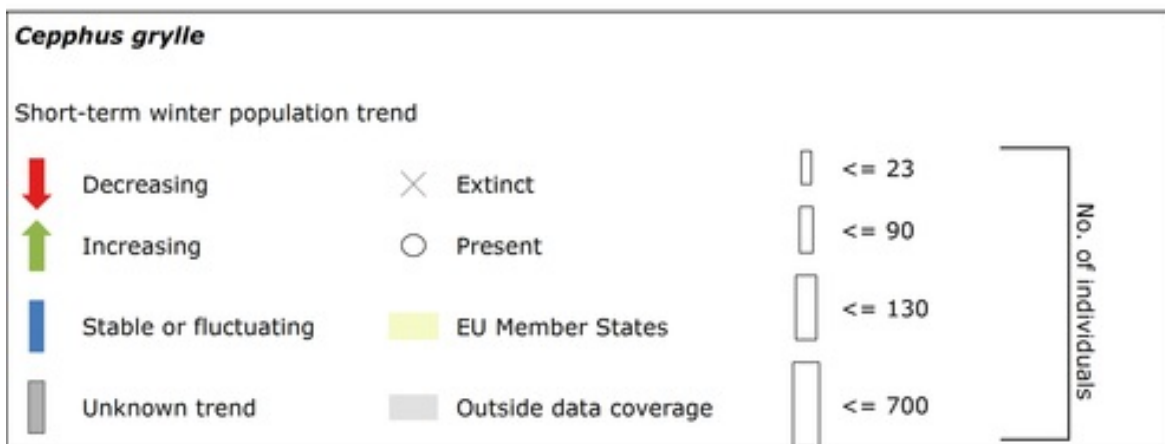 Cepphus grylle
Short-term winter population trend
Decreasing
Increasing
Stable or fluctuating
Unknown trend
Extinct
Present
EU Member States
Outside data coverage
<= 23
<= 90
<= 130
<= 700
No. of individuals